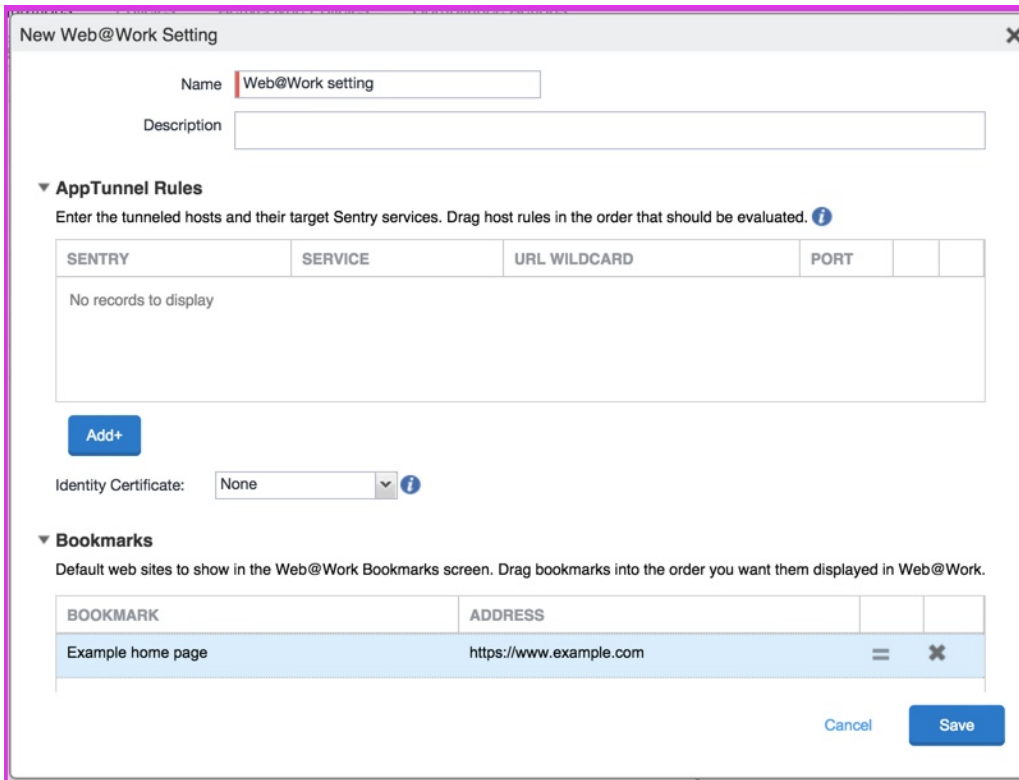 New Web@Work Setting
Name Web@Work setting
Description
AppTunnel Rules
Enter the tunneled hosts and their target Sentry services. Drag host rules in the order that should be evaluated.
SENTRY SERVICE URL WILDCARD PORT
No records to display
Add+
Identity Certificate: None
Bookmarks
Default web sites to show in the Web@Work Bookmarks screen. Drag bookmarks into the order you want them displayed in Web@Work.
BOOKMARK ADDRESS
Example home page https://www.example.com
Cancel Save